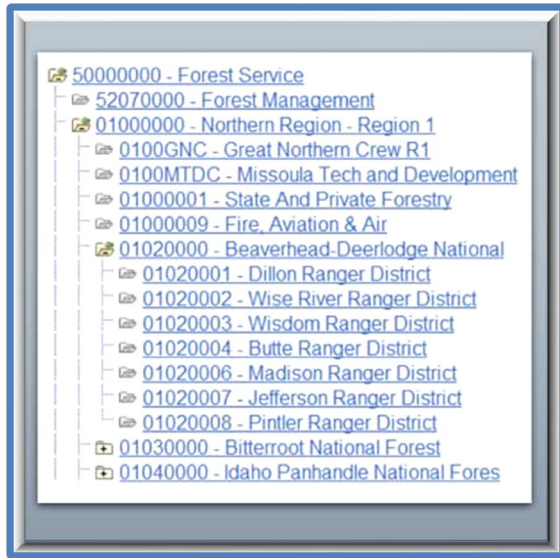 50000000 - Forest Service
52070000 - Forest Management
01000000 - Northern Region - Region 1
0100GNC - Great Northern Crew R1
0100MTDC - Missoula Tech and Development
01000001 - State And Private Forestry
01000009 - Fire, Aviation & Air
01020000 - Beaverhead-Deerlodge National
01020001 - Dillon Ranger District
01020002 - Wise River Ranger District
01020003 - Wisdom Ranger District
01020004 - Butte Ranger District
01020006 - Madison Ranger District
01020007 - Jefferson Ranger District
01020008 - Pintler Ranger District
01030000 - Bitterroot National Forest
01040000 - Idaho Panhandle National Fores